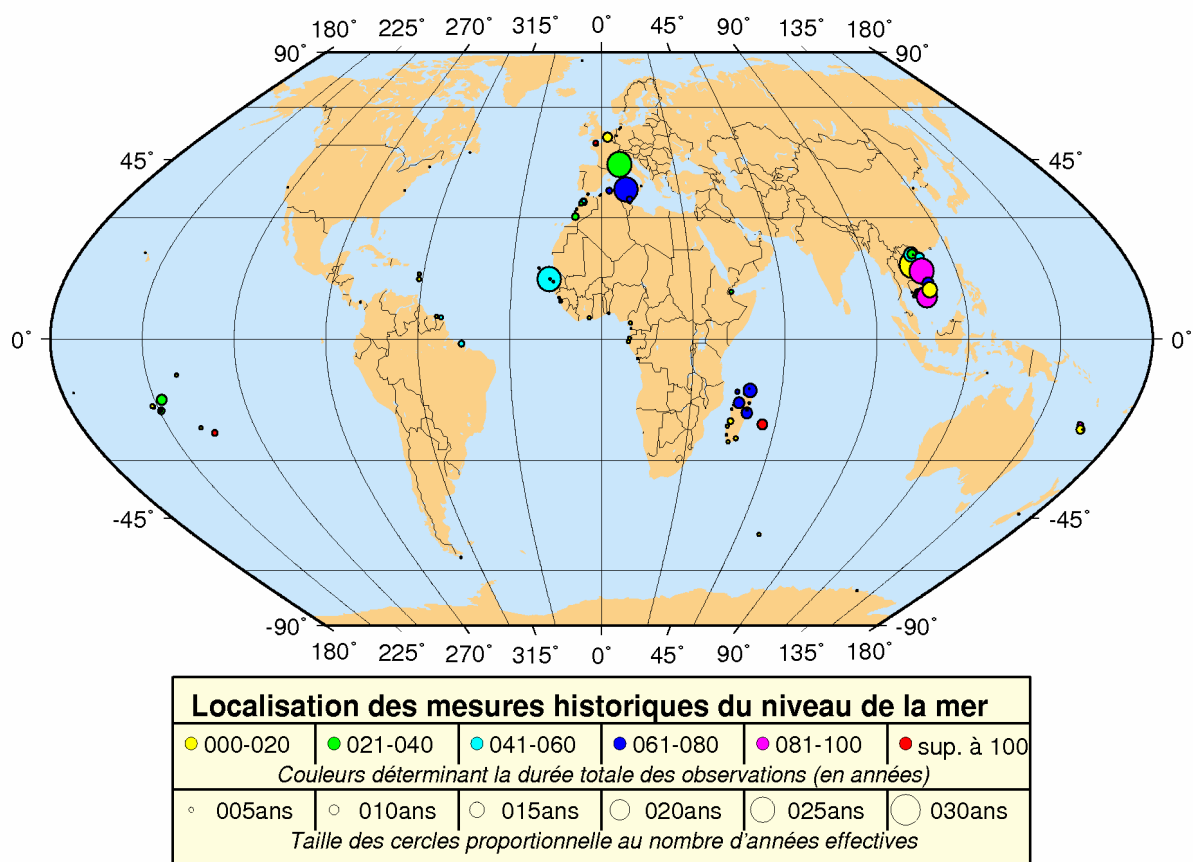 180° 225° 270° 315° 0° 45° 90° 135° 180°
90° 90°
45° 45°
0° 0°
-45° -45°
-90° -90°
180° 225° 270° 315° 0° 45° 90° 135° 180°
Localisation des mesures historiques du niveau de la mer
000-020 021-040 041-060 061-080 081-100 sup. à 100
Couleurs déterminant la durée totale des observations (en années)
005ans 010ans 015ans 020ans 025ans 030ans
Taille des cercles proportionnelle au nombre d'années effectives